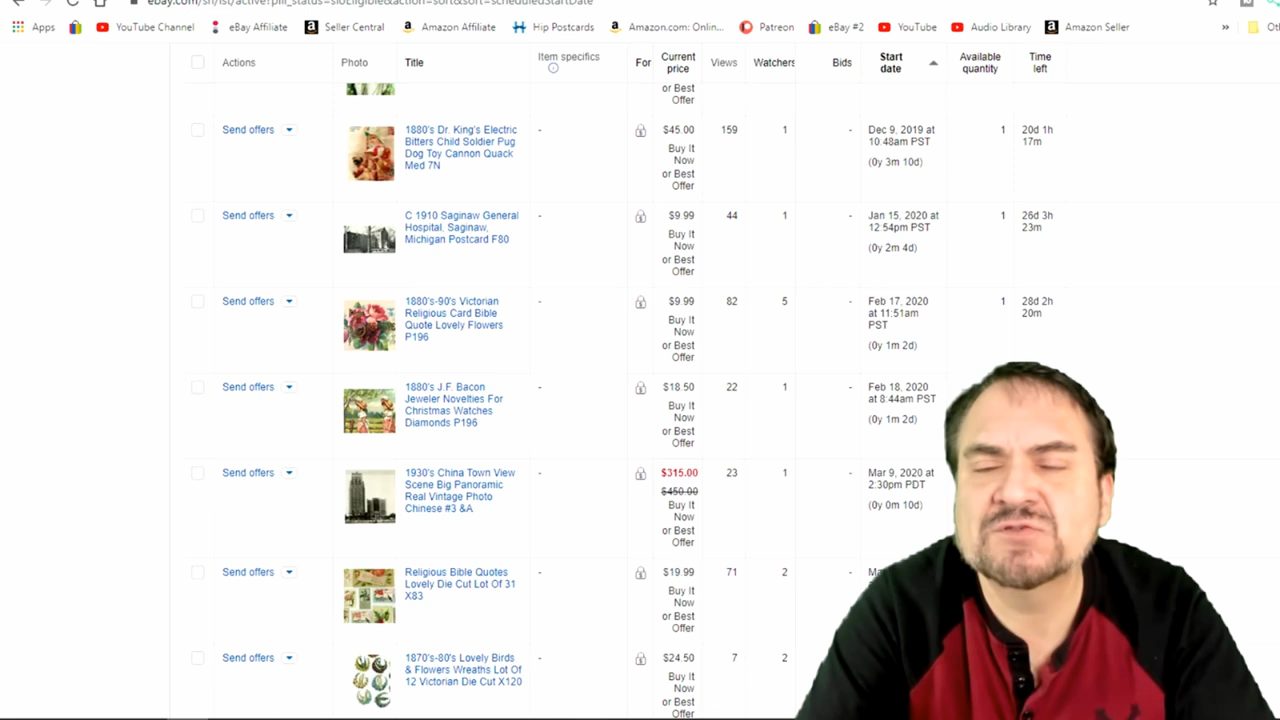 ebay.com/sh/lst/active?pill_status=sioEligible&action=sort&sort=scheduledStartDate
Apps YouTube Channel eBay Affiliate Seller Central Amazon Affiliate Hip Postcards Amazon.com: Onlin... Patreon eBay #2 YouTube Audio Library Amazon Seller » Ot
Actions Photo Title Item specifics For Current price Views Watchers Bids Start date Available quantity Time left
or Best
Offer
Send offers 1880's Dr. King's Electric - $45.00 159 1 - Dec 9, 2019 at 1 20d 1h
Bitters Child Soldier Pug Buy It 10:48am PST 17m
Dog Toy Cannon Quack Now (0y 3m 10d)
Med 7N or Best
Offer
Send offers C 1910 Saginaw General - $9.99 44 1 - Jan 15, 2020 at 1 26d 3h
Hospital, Saginaw, Buy It 12:54pm PST 23m
Michigan Postcard F80 Now (0y 2m 4d)
or Best
Offer
Send offers 1880's-90's Victorian - $9.99 82 5 - Feb 17, 2020 1 28d 2h
Religious Card Bible Buy It at 11:51am 20m
Quote Lovely Flowers Now PST
P196 or Best (0y 1m 2d)
Offer
Send offers 1880's J.F. Bacon - $18.50 22 1 - Feb 18, 2020
Jeweler Novelties For Buy It at 8:44am PST
Christmas Watches Now (0y 1m 2d)
Diamonds P196 or Best
Offer
Send offers 1930's China Town View - $315.00 23 1 - Mar 9, 2020 at
Scene Big Panoramic $450.00 2:30pm PDT
Real Vintage Photo Buy It (0y 0m 10d)
Chinese #3 &A Now
or Best
Offer
Send offers Religious Bible Quotes - $19.99 71 2 - Ma
Lovely Die Cut Lot Of 31 Buy It
X83 Now
or Best
Offer
Send offers 1870's-80's Lovely Birds - $24.50 7 2
& Flowers Wreaths Lot Of Buy It
12 Victorian Die Cut X120 Now
or Best
Offer